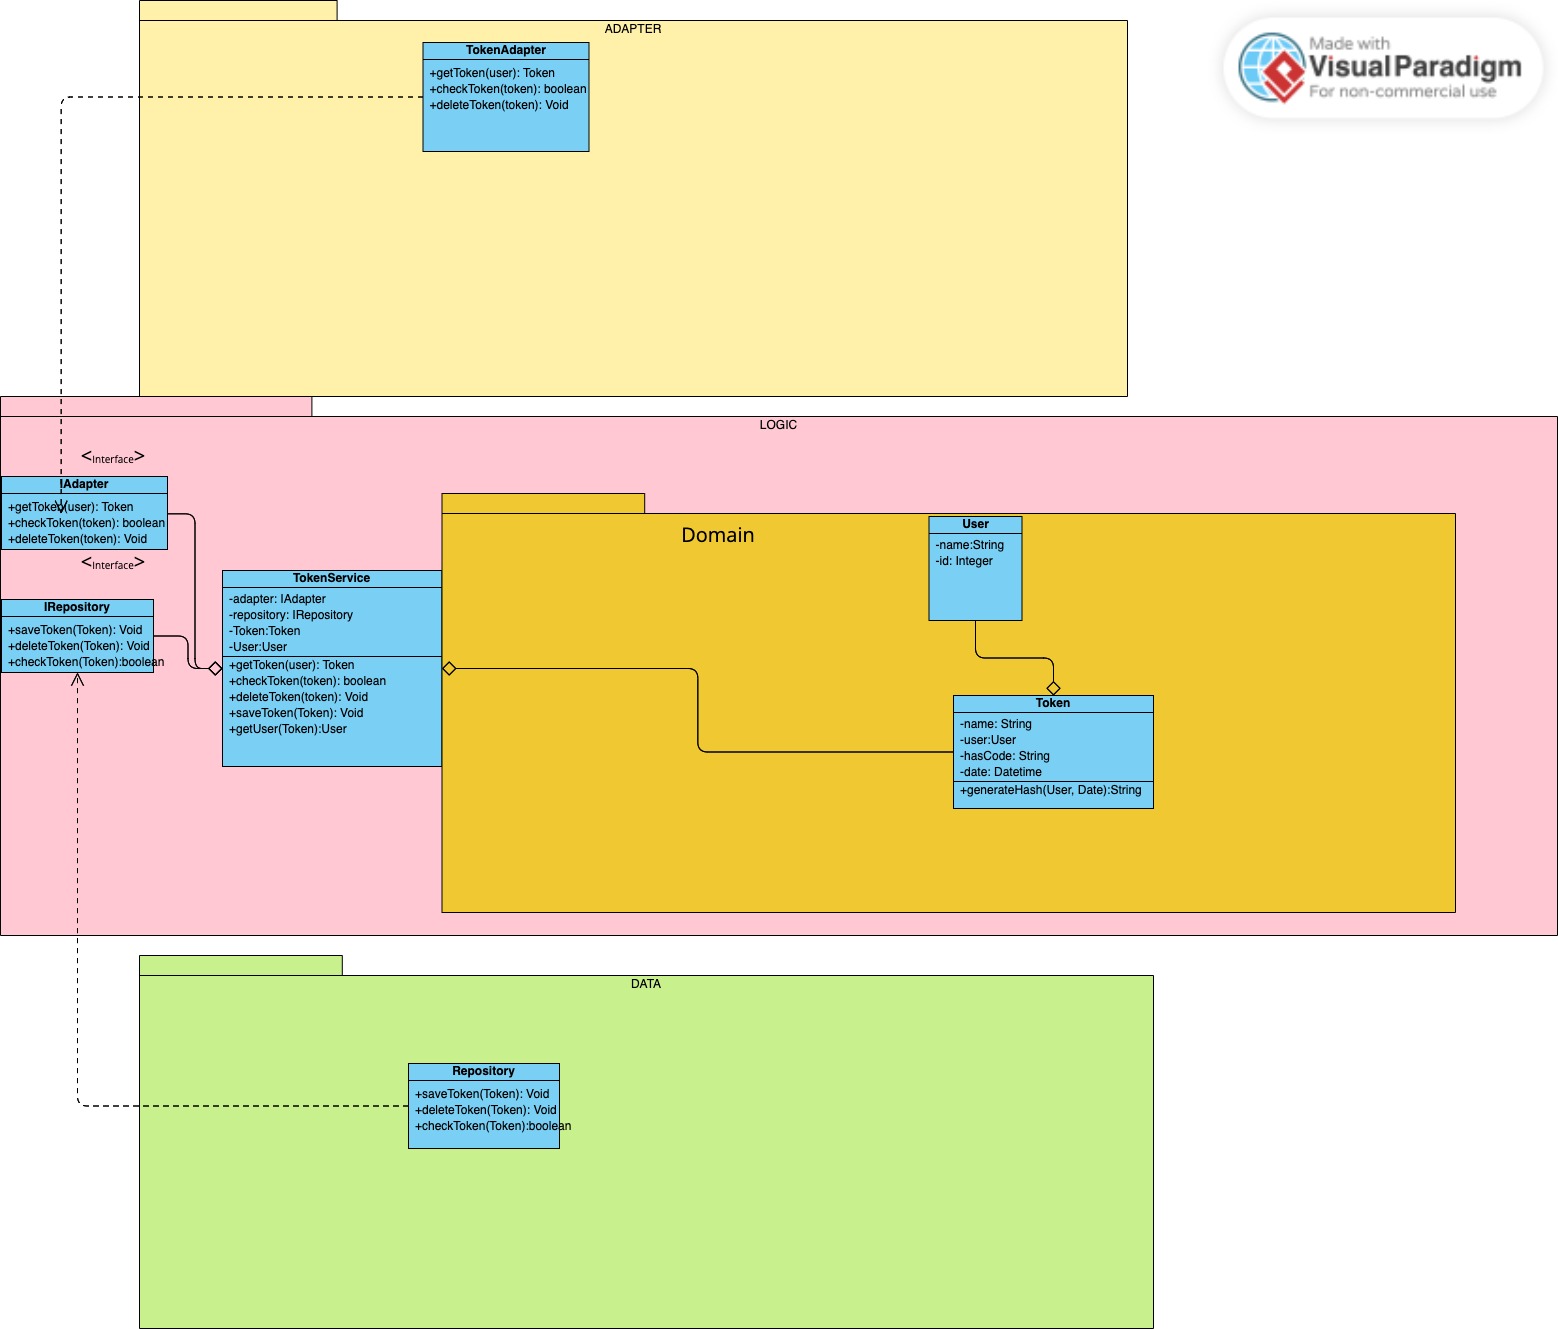 ADAPTER
TokenAdapter
+getToken(user): Token
+checkToken(token): boolean
+deleteToken(token): Void
Made with
Visual Paradigm
For non-commercial use
LOGIC
<Interface>
IAdapter
+getToken(user): Token
+checkToken(token): boolean
+deleteToken(token): Void
<Interface>
IRepository
+saveToken(Token): Void
+deleteToken(Token): Void
+checkToken(Token):boolean
TokenService
-adapter: IAdapter
-repository: IRepository
-Token:Token
-User:User
+getToken(user): Token
+checkToken(token): boolean
+deleteToken(token): Void
+saveToken(Token): Void
+getUser(Token):User
Domain
User
-name:String
-id: Integer
Token
-name: String
-user:User
-hasCode: String
-date: Datetime
+generateHash(User, Date):String
DATA
Repository
+saveToken(Token): Void
+deleteToken(Token): Void
+checkToken(Token):boolean